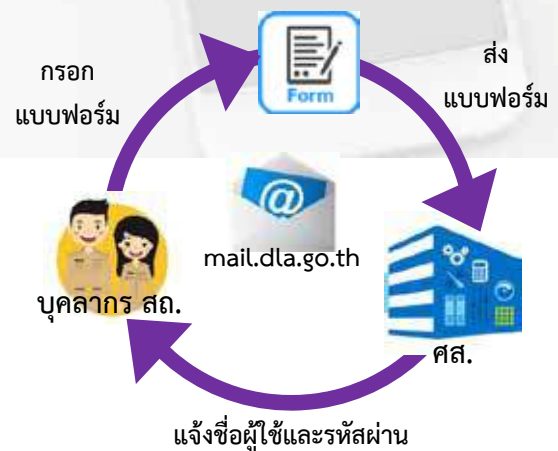 กรอก
แบบฟอร์ม
Form
ส่ง
แบบฟอร์ม
@
mail.dla.go.th
บุคลากร สถ.
ศส.
แจ้งชื่อผู้ใช้และรหัสผ่าน